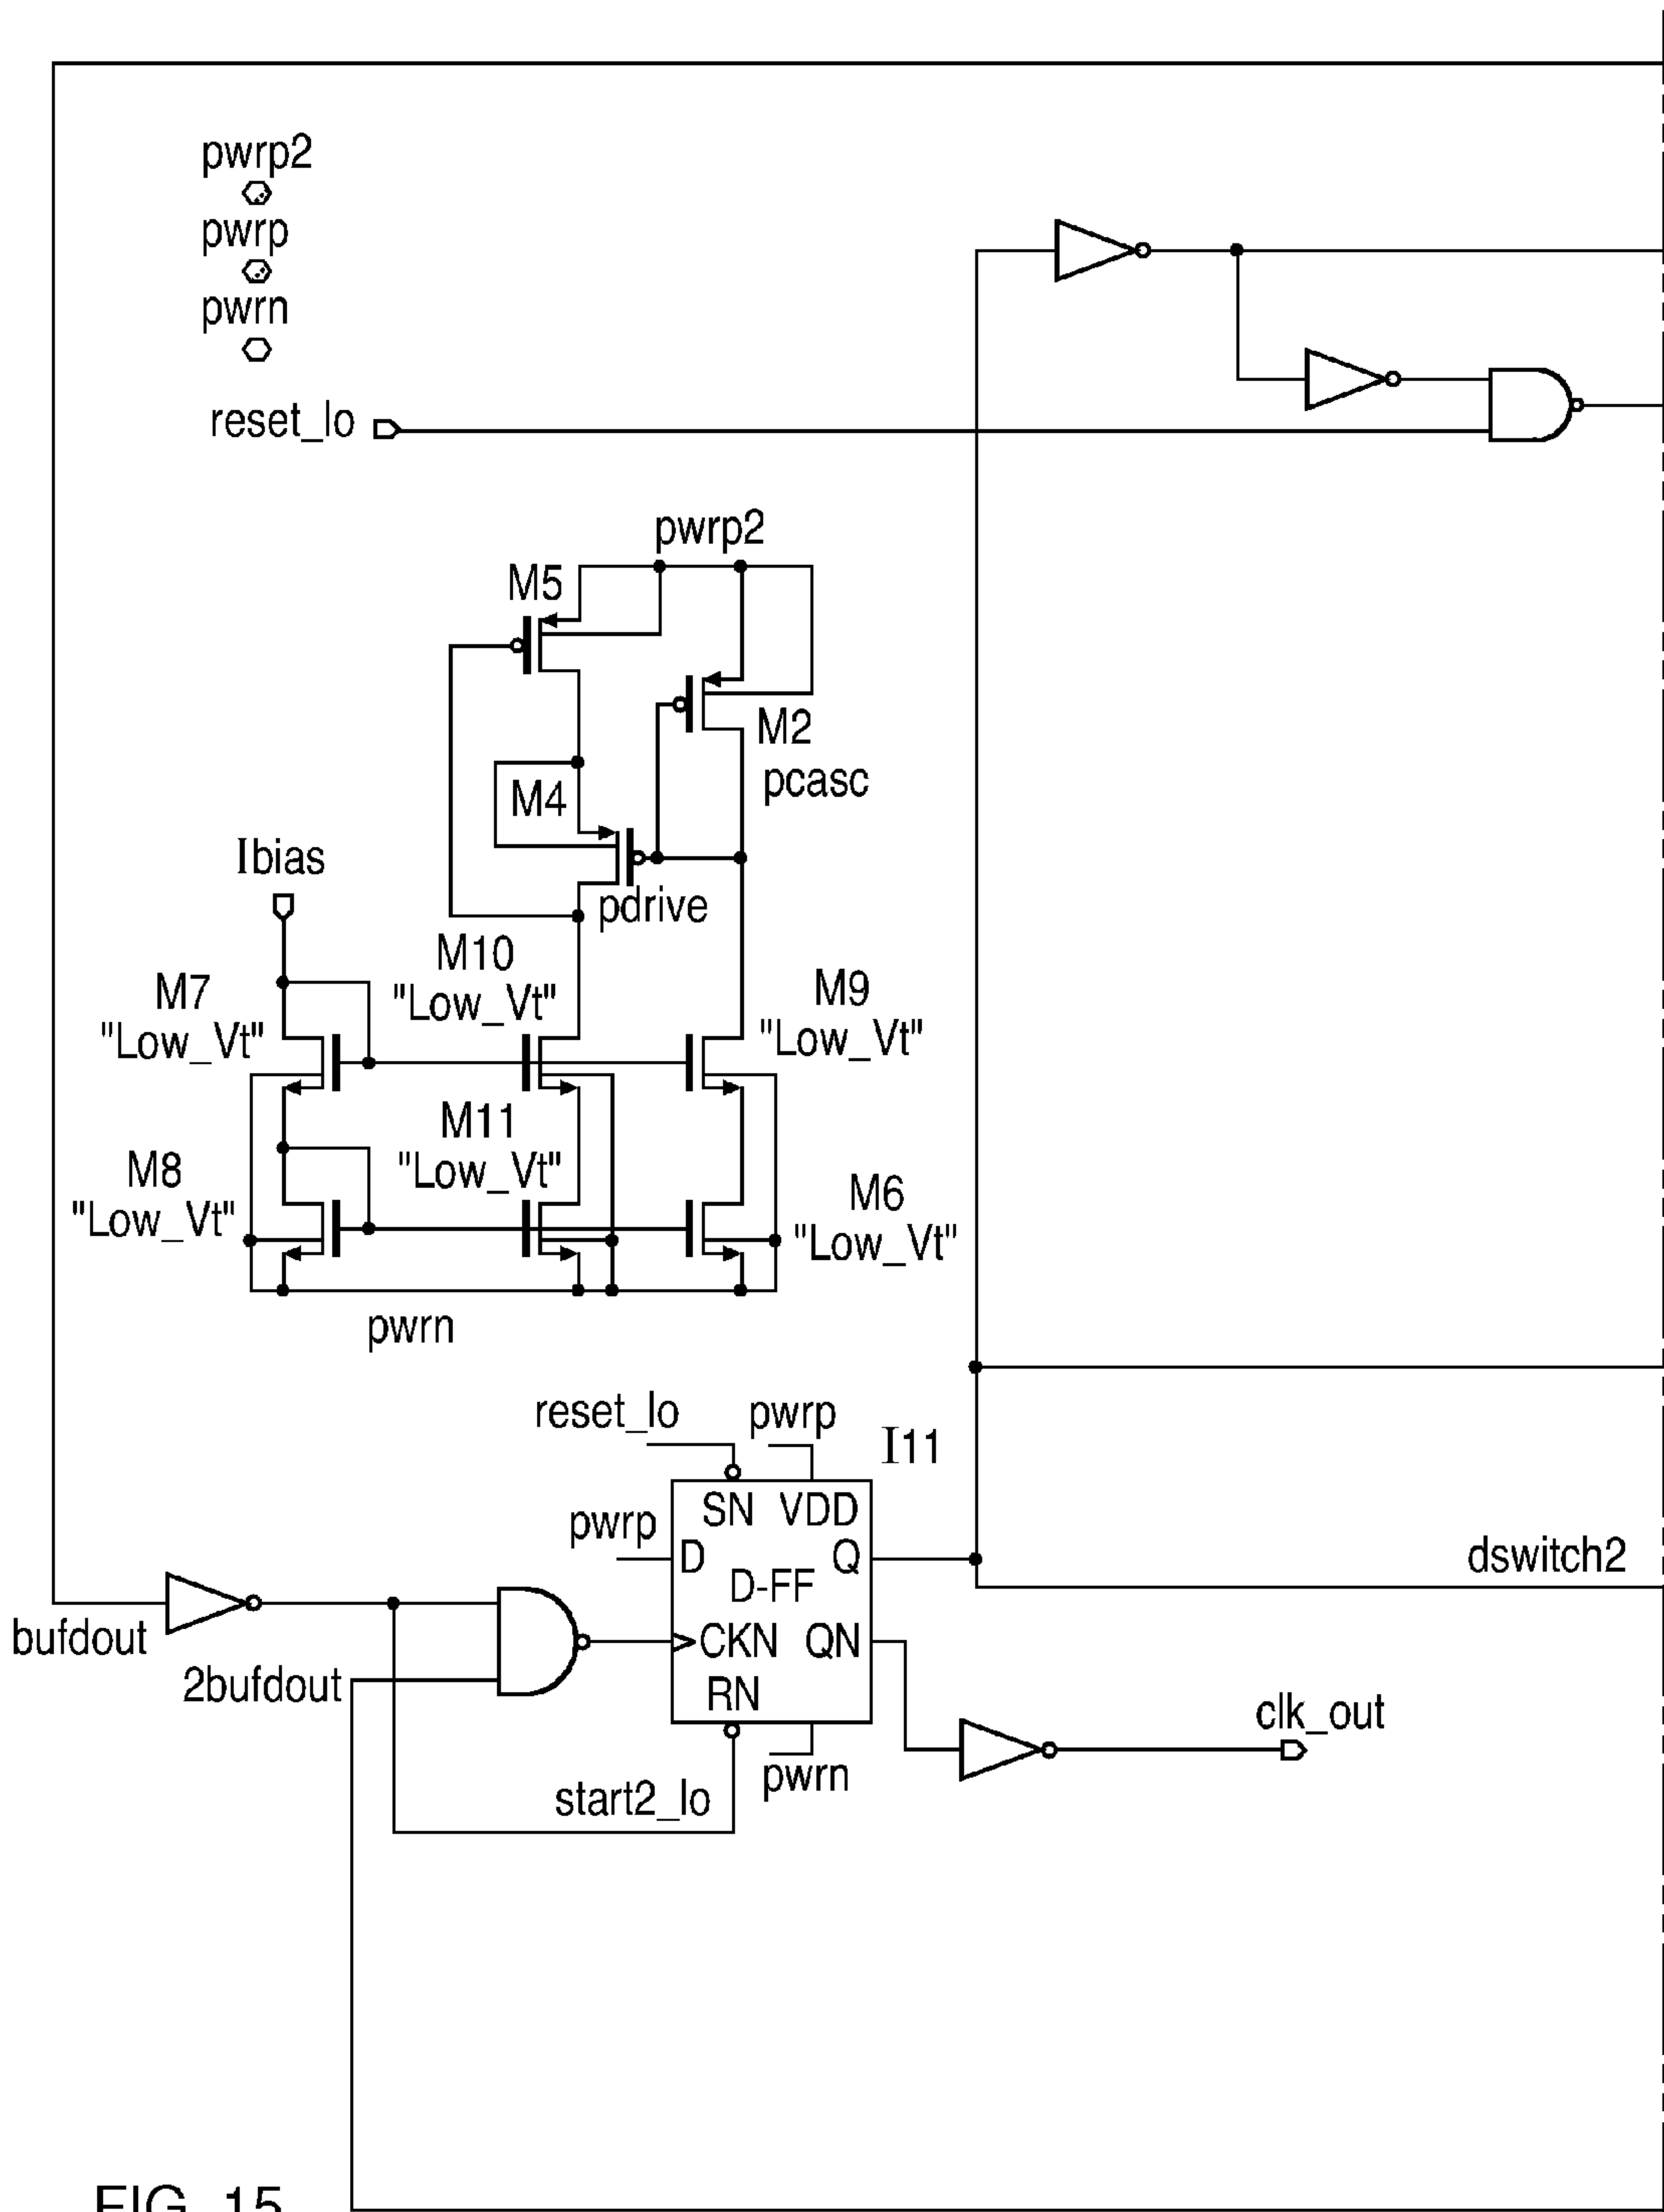 pwrp2
pwrp
pwrn
reset_lo
pwrp2
M5
M2
pcasc
M4
Ibias
pdrive
M10
"Low_Vt"
M7
"Low_Vt"
M9
"Low_Vt"
M11
"Low_Vt"
M8
"Low_Vt"
M6
"Low_Vt"
pwrn
reset_lo
pwrp
I11
SN VDD
pwrp
D
Q
D-FF
dswitch2
bufdout
CKN QN
2bufdout
RN
clk_out
pwrn
start2_lo
FIG. 15